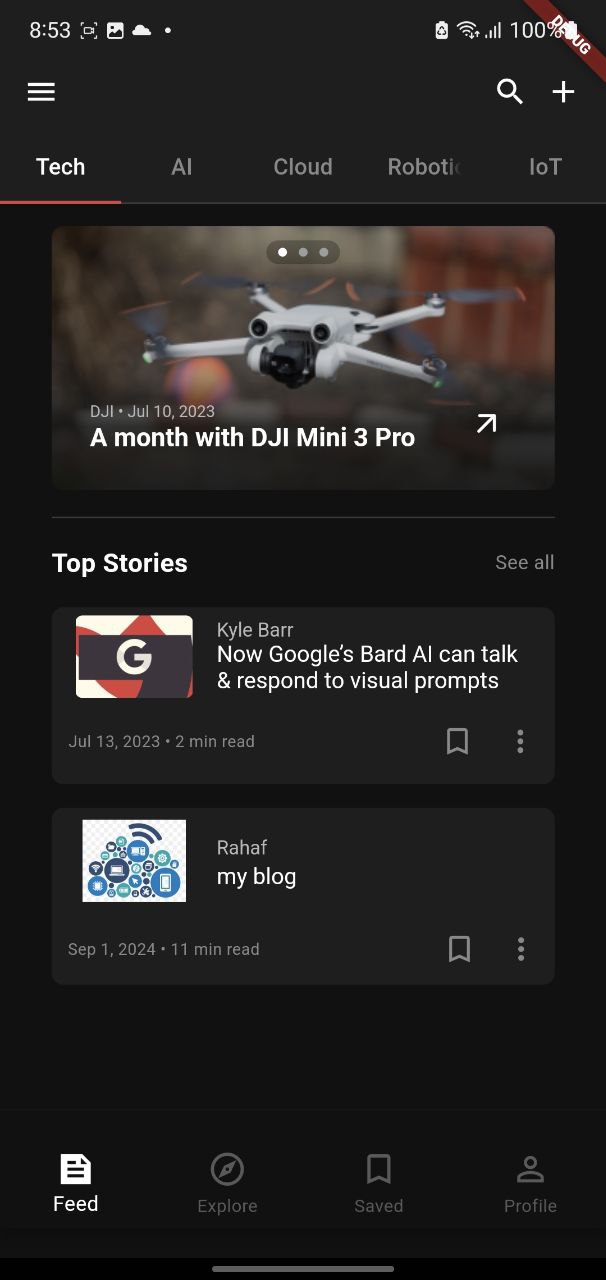 8:53
100%
DEBUG
Tech AI Cloud Robotic IoT
DJI • Jul 10, 2023
A month with DJI Mini 3 Pro
Top Stories See all
Kyle Barr
Now Google’s Bard AI can talk
& respond to visual prompts
Jul 13, 2023 • 2 min read
Rahaf
my blog
Sep 1, 2024 • 11 min read
Feed Explore Saved Profile